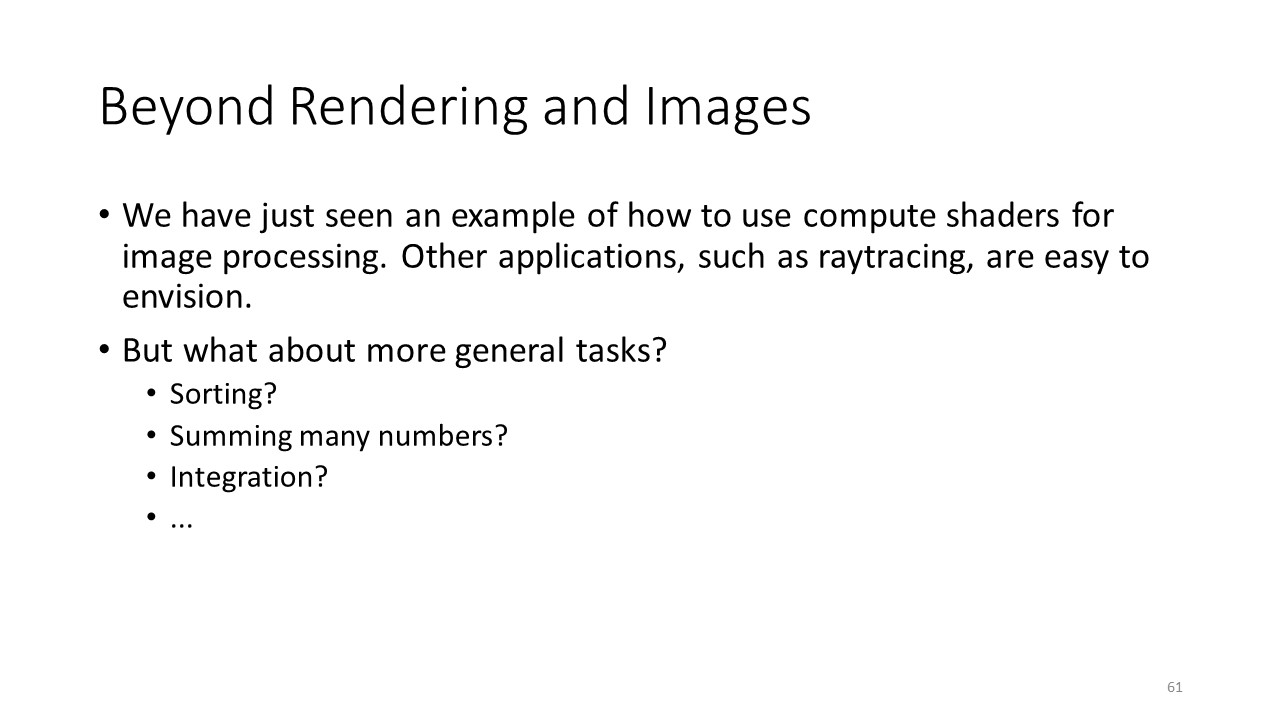 Beyond Rendering and Images
• We have just seen an example of how to use compute shaders for
image processing. Other applications, such as raytracing, are easy to
envision.
• But what about more general tasks?
• Sorting?
• Summing many numbers?
• Integration?
• ...
61